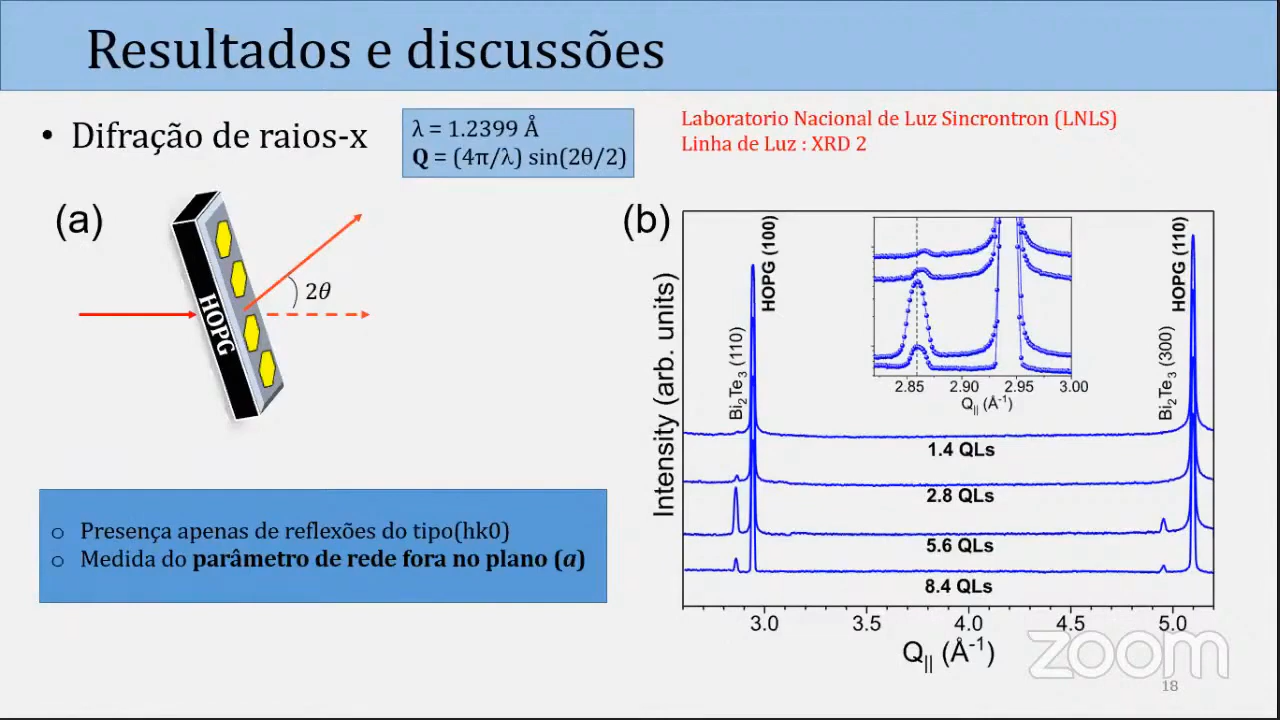 Resultados e discussões
• Difração de raios-x
λ = 1.2399 Å
Q = (4π/λ) sin(2θ/2)
Laboratorio Nacional de Luz Sincrontron (LNLS)
Linha de Luz : XRD 2
(a)
HOPG
2θ
o Presença apenas de reflexões do tipo(hk0)
o Medida do parâmetro de rede fora no plano (a)
(b)
Intensity (arb. units)
Bi₂Te₃ (110)
HOPG (100)
2.85 2.90 2.95 3.00
Q|| (Å⁻¹)
Bi₂Te₃ (300)
HOPG (110)
1.4 QLs
2.8 QLs
5.6 QLs
8.4 QLs
3.0 3.5 4.0 4.5 5.0
Q|| (Å⁻¹)
zoom
18